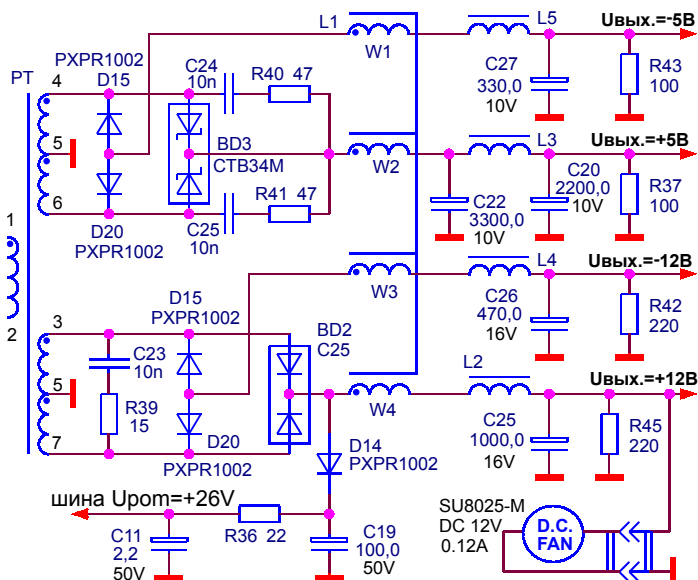 L1
L5
Uвых.=-5В
PXPR1002
D15
W1
C27
330,0
10V
R43
100
PT
4
C24
10n
R40 47
5
BD3
CTB34M
W2
L3
Uвых.=+5В
6
R41 47
C25
10n
C22
3300,0
10V
C20
2200,0
10V
R37
100
D20
PXPR1002
1
2
L4
Uвых.=-12В
W3
C26
470,0
16V
R42
220
D15
PXPR1002
3
C23
10n
BD2
C25
5
R39
15
L2
Uвых.=+12В
W4
C25
1000,0
16V
R45
220
7
D20
PXPR1002
D14
PXPR1002
шина Upom=+26V
R36 22
C11
2,2
50V
C19
100,0
50V
SU8025-M
DC 12V
0.12A
D.C.
FAN